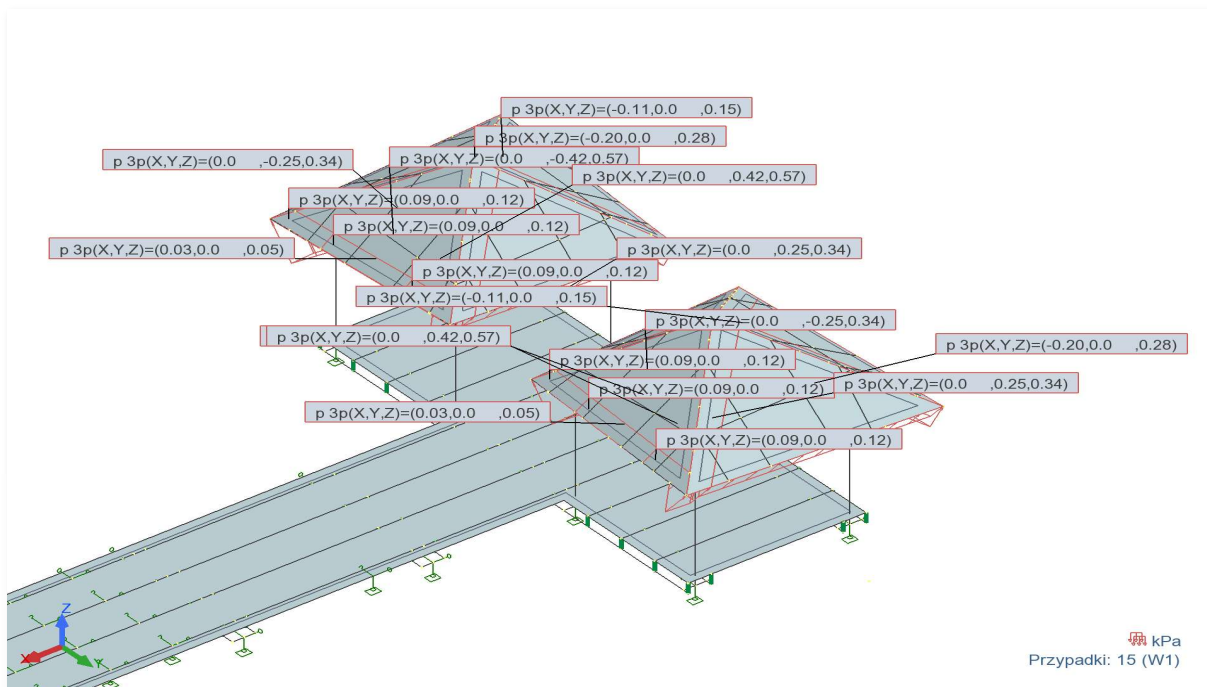 p 3p(X,Y,Z)=(-0.11,0.0 ,0.15)
p 3p(X,Y,Z)=(-0.20,0.0 ,0.28)
p 3p(X,Y,Z)=(0.0 ,-0.25,0.34)
p 3p(X,Y,Z)=(0.0 ,-0.42,0.57)
p 3p(X,Y,Z)=(0.0 ,0.42,0.57)
p 3p(X,Y,Z)=(0.09,0.0 ,0.12)
p 3p(X,Y,Z)=(0.09,0.0 ,0.12)
p 3p(X,Y,Z)=(0.03,0.0 ,0.05)
p 3p(X,Y,Z)=(0.0 ,0.25,0.34)
p 3p(X,Y,Z)=(0.09,0.0 ,0.12)
p 3p(X,Y,Z)=(-0.11,0.0 ,0.15)
p 3p(X,Y,Z)=(0.0 ,-0.25,0.34)
p 3p(X,Y,Z)=(0.0 ,0.42,0.57)
p 3p(X,Y,Z)=(-0.20,0.0 ,0.28)
p 3p(X,Y,Z)=(0.09,0.0 ,0.12)
p 3p(X,Y,Z)=(0.09,0.0 ,0.12)
p 3p(X,Y,Z)=(0.0 ,0.25,0.34)
p 3p(X,Y,Z)=(0.03,0.0 ,0.05)
p 3p(X,Y,Z)=(0.09,0.0 ,0.12)
Z
X
Y
kPa
Przypadki: 15 (W1)